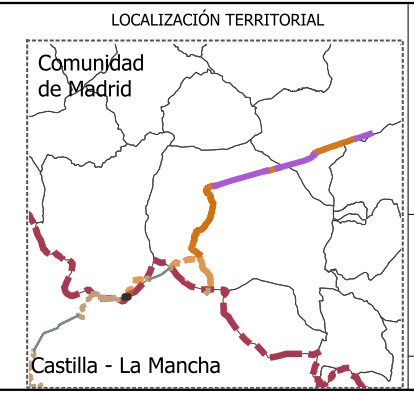 LOCALIZACIÓN TERRITORIAL
Comunidad
de Madrid
Castilla - La Mancha